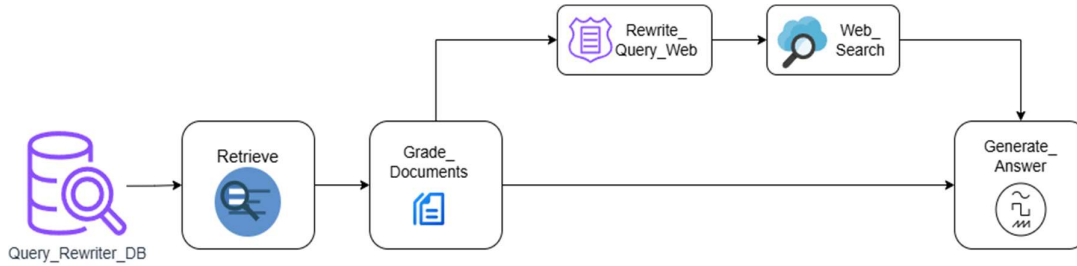 Rewrite_
Query_Web
Web_
Search
Retrieve
Grade_
Documents
Generate_
Answer
Query_Rewriter_DB